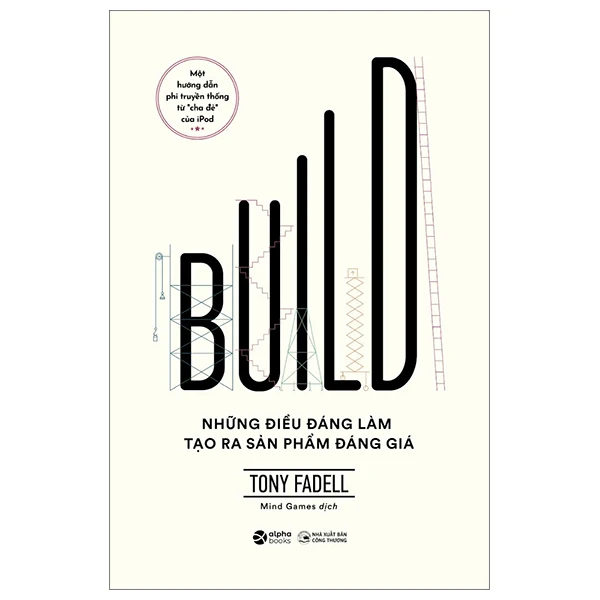 Một
hướng dẫn
phi truyền thống
từ "cha đẻ"
của iPod
BUILD
NHỮNG ĐIỀU ĐÁNG LÀM
TẠO RA SẢN PHẨM ĐÁNG GIÁ
TONY FADELL
Mind Games dịch
alpha
books
NHÀ XUẤT BẢN
CÔNG THƯƠNG